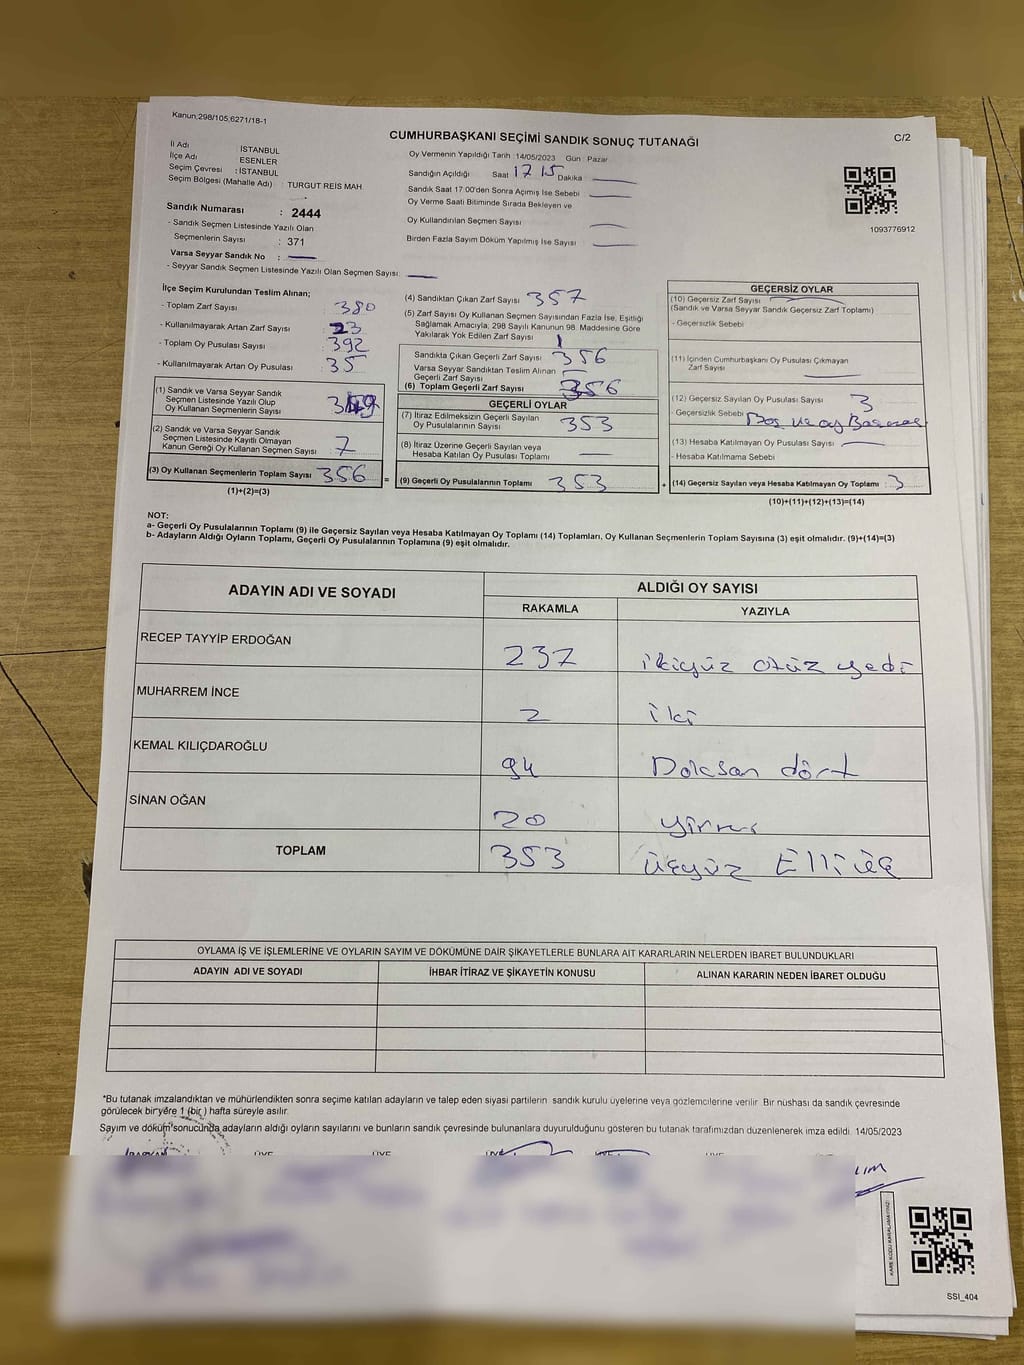 Kanun,298/105,6271/18-1
C/2
CUMHURBAŞKANI SEÇİMİ SANDIK SONUÇ TUTANAĞI
İl Adı : İSTANBUL
İlçe Adı : ESENLER
Seçim Çevresi : İSTANBUL
Seçim Bölgesi (Mahalle Adı) : TURGUT REİS MAH
Sandık Numarası : 2444
- Sandık Seçmen Listesinde Yazılı Olan
Seçmenlerin Sayısı : 371
Varsa Seyyar Sandık No :
- Seyyar Sandık Seçmen Listesinde Yazılı Olan Seçmen Sayısı:
Oy Vermenin Yapıldığı Tarih 14/05/2023 Gün : Pazar
Sandığın Açıldığı Saat 17 15 Dakika
Sandık Saat 17.00'den Sonra Açımış İse Sebebi
Oy Verme Saati Bitiminde Sırada Bekleyen ve
Oy Kullandırılan Seçmen Sayısı
Birden Fazla Sayım Döküm Yapılmış İse Sayısı
1093776912
İlçe Seçim Kurulundan Teslim Alınan;
- Toplam Zarf Sayısı : 380
- Kullanılmayarak Artan Zarf Sayısı : 23
- Toplam Oy Pusulası Sayısı : 392
- Kullanılmayarak Artan Oy Pusulası : 35
(1) Sandık ve Varsa Seyyar Sandık
Seçmen Listesinde Yazılı Olup
Oy Kullanan Seçmenlerin Sayısı : 349
(2) Sandık ve Varsa Seyyar Sandık
Seçmen Listesinde Kayıtlı Olmayan
Kanun Gereği Oy Kullanan Seçmen Sayısı : 7
(3) Oy Kullanan Seçmenlerin Toplam Sayısı : 356
(1)+(2)=(3)
=
(4) Sandıktan Çıkan Zarf Sayısı : 357
(5) Zarf Sayısı Oy Kullanan Seçmen Sayısından Fazla İse, Eşitliği
Sağlamak Amacıyla; 298 Sayılı Kanunun 98. Maddesine Göre
Yakılarak Yok Edilen Zarf Sayısı : 1
Sandıkta Çıkan Geçerli Zarf Sayısı : 356
Varsa Seyyar Sandıktan Teslim Alınan
Geçerli Zarf Sayısı
(6) Toplam Geçerli Zarf Sayısı : 356
GEÇERLİ OYLAR
(7) İtiraz Edilmeksizin Geçerli Sayılan
Oy Pusulalarının Sayısı : 353
(8) İtiraz Üzerine Geçerli Sayılan veya
Hesaba Katılan Oy Pusulası Toplamı :
(9) Geçerli Oy Pusulalarının Toplamı : 353
+
GEÇERSİZ OYLAR
(10) Geçersiz Zarf Sayısı :
(Sandık ve Varsa Seyyar Sandık Geçersiz Zarf Toplamı)
- Geçersizlik Sebebi
(11) İçinden Cumhurbaşkanı Oy Pusulası Çıkmayan
Zarf Sayısı
(12) Geçersiz Sayılan Oy Pusulası Sayısı : 3
- Geçersizlik Sebebi : Boş ve oy
(13) Hesaba Katılmayan Oy Pusulası Sayısı :
- Hesaba Katılmama Sebebi
(14) Geçersiz Sayılan veya Hesaba Katılmayan Oy Toplamı : 3
(10)+(11)+(12)+(13)=(14)
NOT:
a- Geçerli Oy Pusulalarının Toplamı (9) ile Geçersiz Sayılan veya Hesaba Katılmayan Oy Toplamı (14) Toplamları, Oy Kullanan Seçmenlerin Toplam Sayısına (3) eşit olmalıdır. (9)+(14)=(3)
b- Adayların Aldığı Oyların Toplamı, Geçerli Oy Pusulalarının Toplamına (9) eşit olmalıdır.
ADAYIN ADI VE SOYADI ALDIĞI OY SAYISI
RAKAMLA YAZIYLA
RECEP TAYYİP ERDOĞAN 237 ikiyüz otuz yedi
MUHARREM İNCE 2 iki
KEMAL KILIÇDAROĞLU 94 Doksan dört
SİNAN OĞAN 20 yirmi
TOPLAM 353 üçyüz Elli üç
OYLAMA İŞ VE İŞLEMLERİNE VE OYLARIN SAYIM VE DÖKÜMÜNE DAİR ŞİKAYETLERLE BUNLARA AİT KARARLARIN NELERDEN İBARET BULUNDUKLARI
ADAYIN ADI VE SOYADI İHBAR İTİRAZ VE ŞİKAYETİN KONUSU ALINAN KARARIN NEDEN İBARET OLDUĞU
*Bu tutanak imzalandıktan ve mühürlendikten sonra seçime katılan adayların ve talep eden siyasi partilerin sandık kurulu üyelerine veya gözlemcilerine verilir. Bir nüshası da sandık çevresinde
görülecek bir yere 1 (bir ) hafta süreyle asılır.
Sayım ve döküm sonucunda adayların aldığı oyların sayılarını ve bunların sandık çevresinde bulunanlara duyurulduğunu gösteren bu tutanak tarafımızdan düzenlenerek imza edildi. 14/05/2023
BAŞKAN ÜYE ÜYE ÜYE ÜYE
KARE KODU KARALAMAYINIZ!
SSİ_404